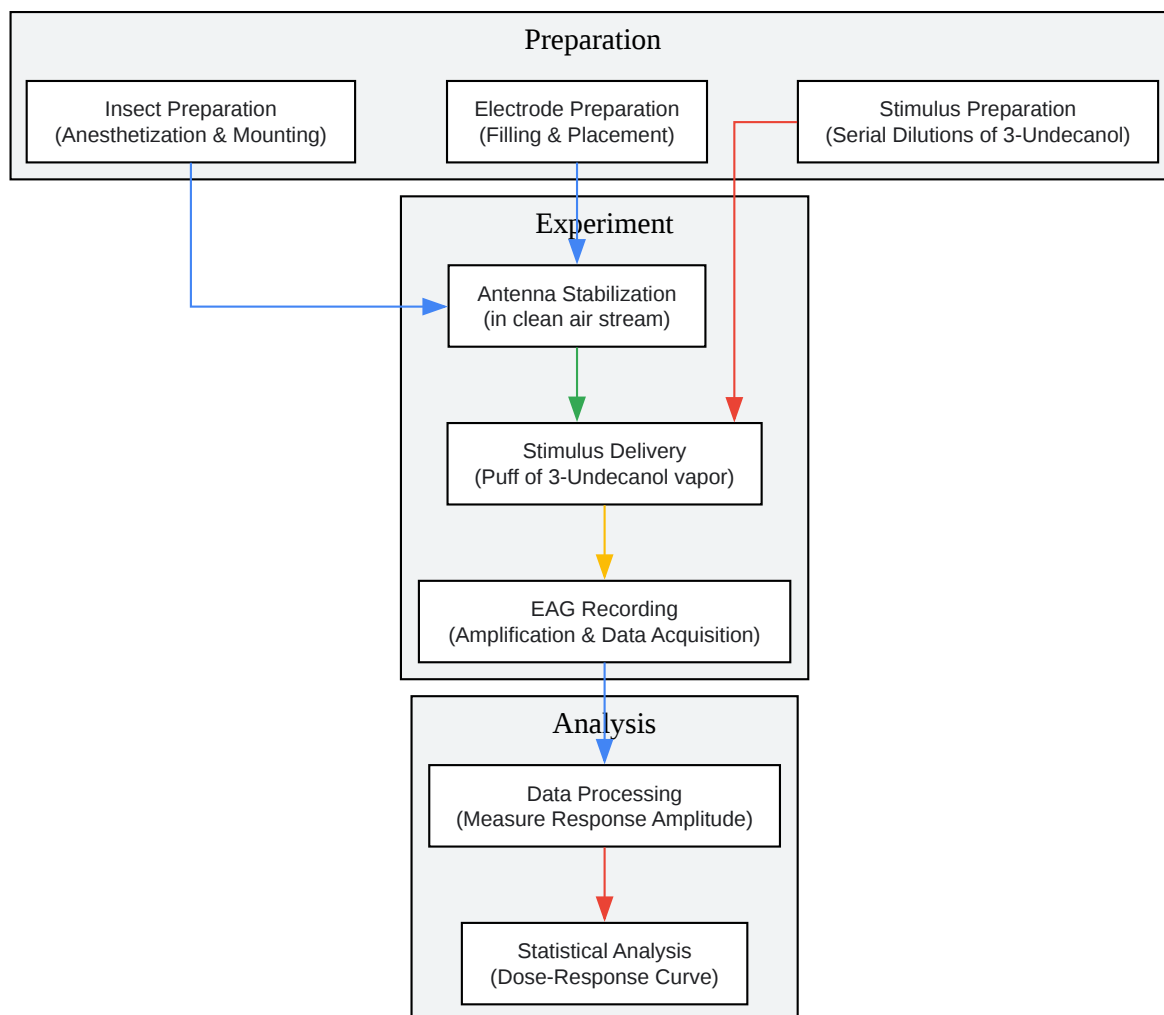 Preparation
Insect Preparation
(Anesthetization & Mounting)
Electrode Preparation
(Filling & Placement)
Stimulus Preparation
(Serial Dilutions of 3-Undecanol)
Experiment
Antenna Stabilization
(in clean air stream)
Stimulus Delivery
(Puff of 3-Undecanol vapor)
EAG Recording
(Amplification & Data Acquisition)
Analysis
Data Processing
(Measure Response Amplitude)
Statistical Analysis
(Dose-Response Curve)